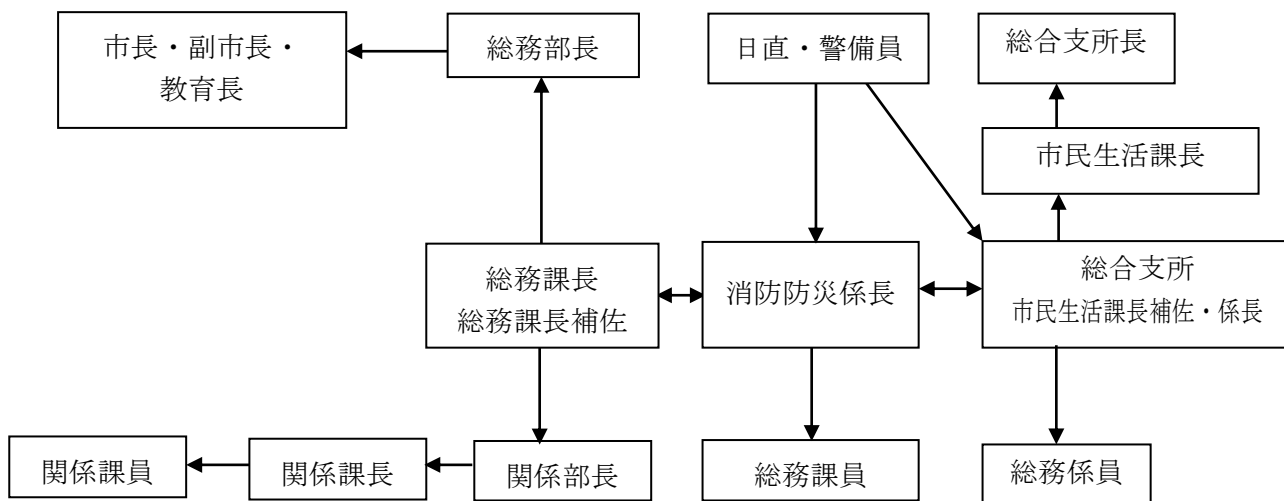 市長・副市長・
教育長
総務部長
日直・警備員
総合支所長
市民生活課長
総務課長
総務課長補佐
消防防災係長
総合支所
市民生活課長補佐・係長
関係課員
関係課長
関係部長
総務課員
総務係員